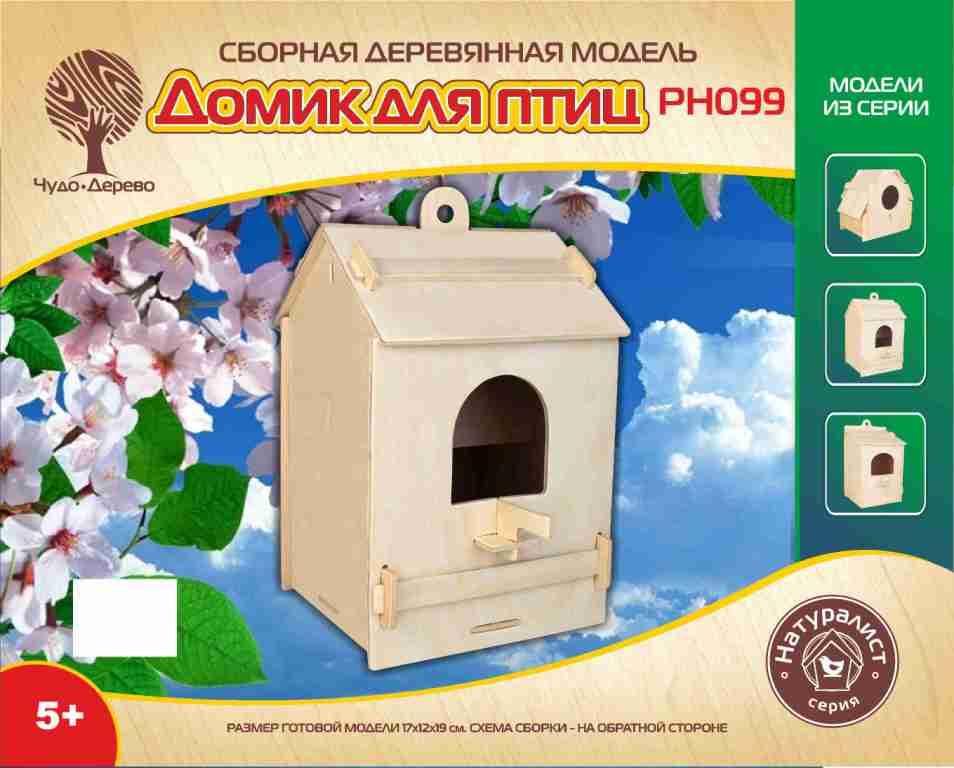 СБОРНАЯ ДЕРЕВЯННАЯ МОДЕЛЬ
ДОМИК ДЛЯ ПТИЦ PH099
Чудо•Дерево
МОДЕЛИ
ИЗ СЕРИИ
Натуралист
серия
5+
РАЗМЕР ГОТОВОЙ МОДЕЛИ 17х12х19 см. СХЕМА СБОРКИ - НА ОБРАТНОЙ СТОРОНЕ